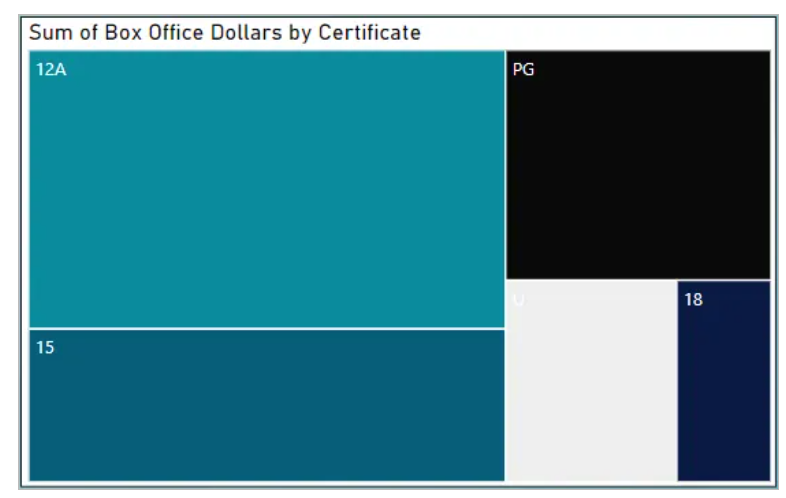 Sum of Box Office Dollars by Certificate
12A
PG
15
U
18